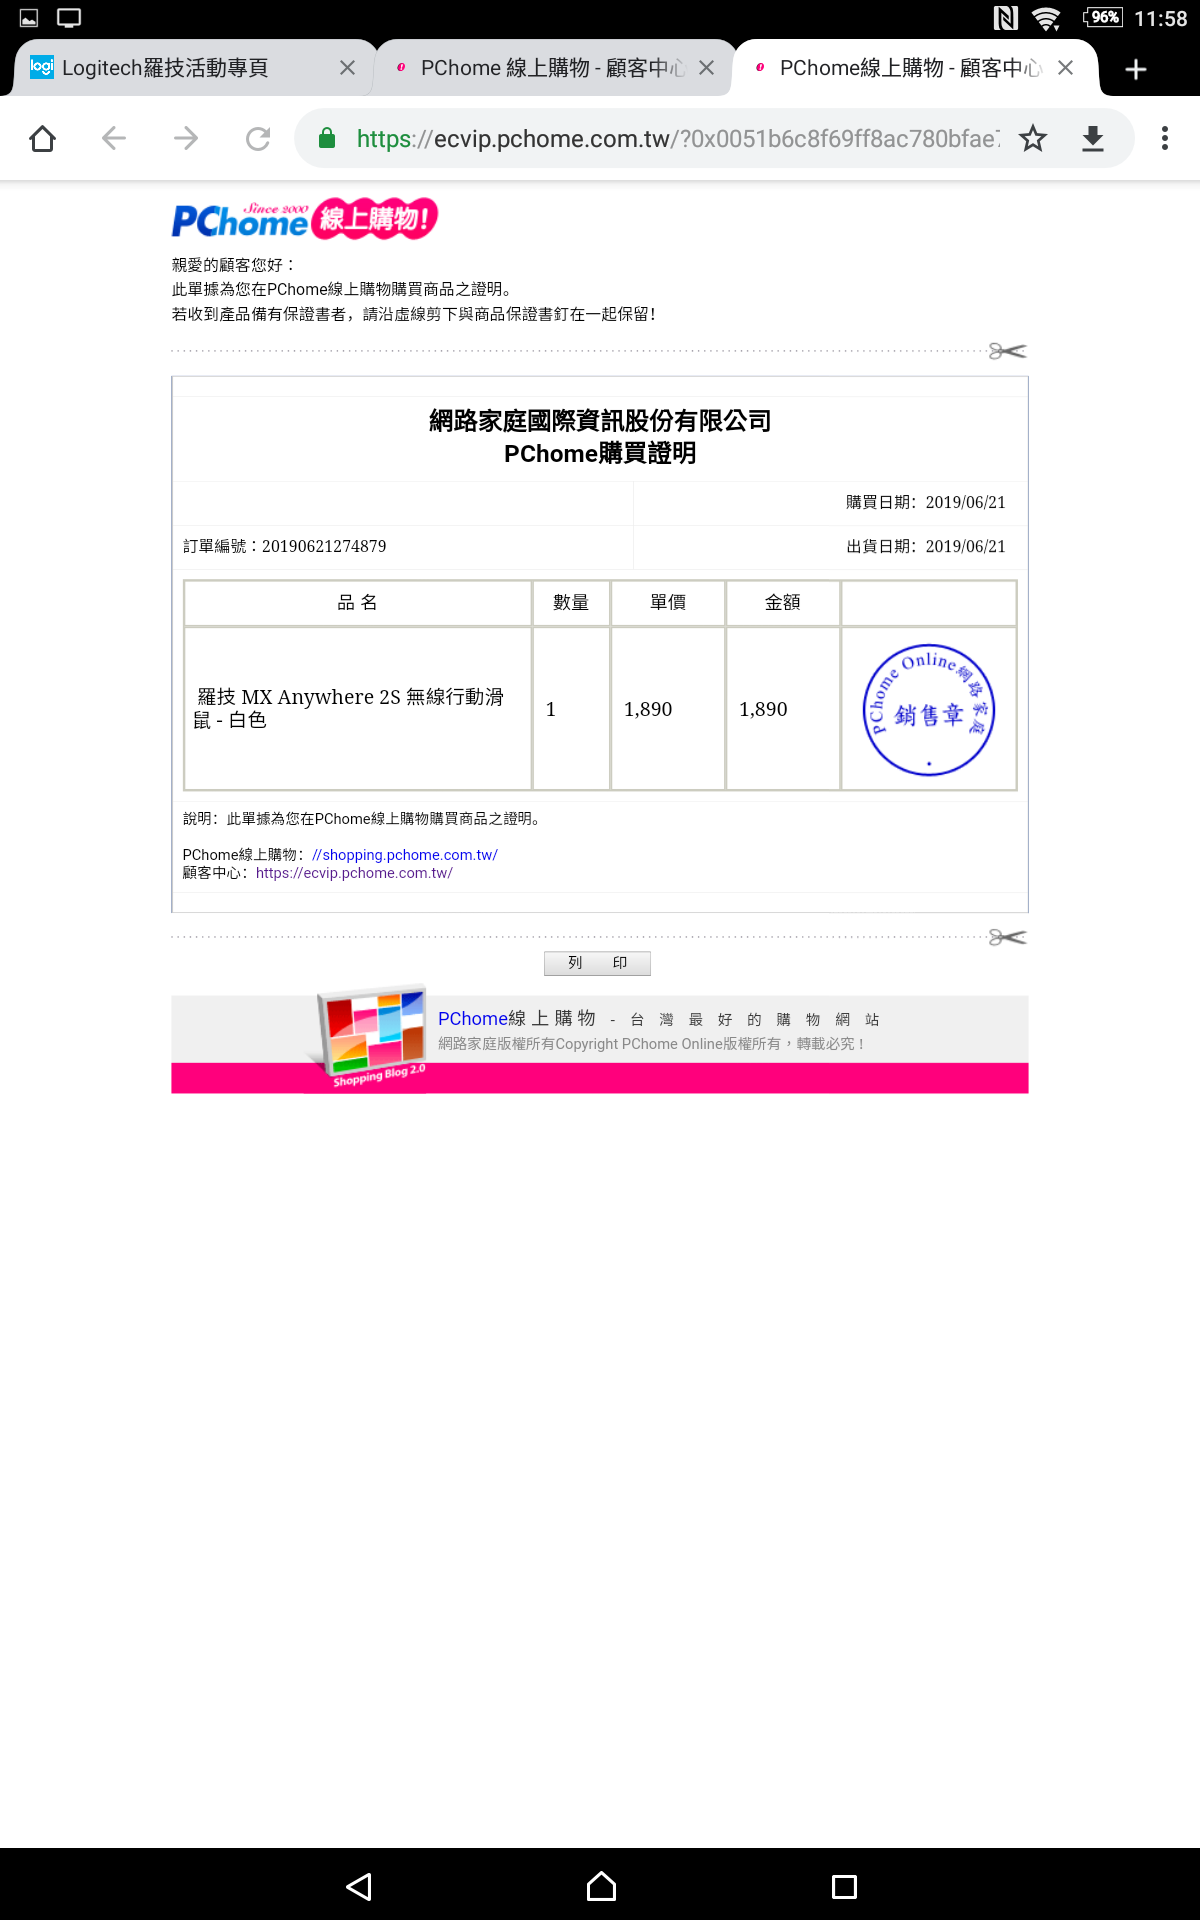 96% 11:58
logi Logitech羅技活動專頁
PChome 線上購物 - 顧客中心
PChome線上購物 - 顧客中心
https://ecvip.pchome.com.tw/?0x0051b6c8f69ff8ac780bfae7
Since 2000
PChome 線上購物!
親愛的顧客您好：
此單據為您在PChome線上購物購買商品之證明。
若收到產品備有保證書者，請沿虛線剪下與商品保證書釘在一起保留！
網路家庭國際資訊股份有限公司
PChome購買證明
購買日期：2019/06/21
訂單編號：20190621274879 出貨日期：2019/06/21
品 名 數量 單價 金額
羅技 MX Anywhere 2S 無線行動滑
鼠 - 白色 1 1,890 1,890
PChome Online網路家庭
銷售章
說明：此單據為您在PChome線上購物購買商品之證明。
PChome線上購物：//shopping.pchome.com.tw/
顧客中心：https://ecvip.pchome.com.tw/
列 印
PChome線上購物 - 台灣最好的購物網站
網路家庭版權所有Copyright PChome Online版權所有，轉載必究！
Shopping Blog 2.0